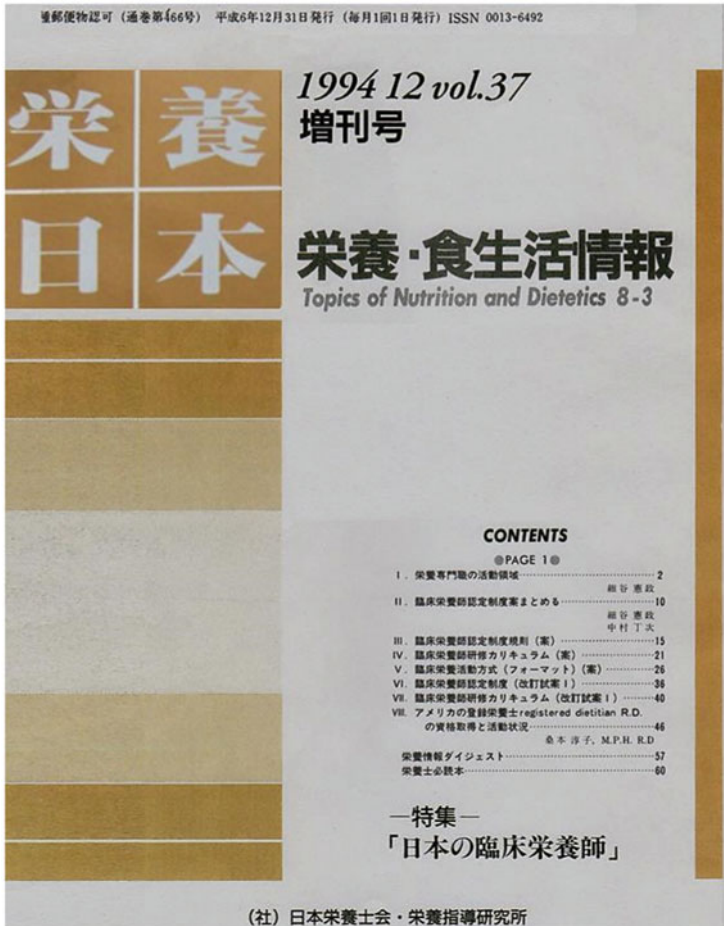 重郵便物認可（通巻第466号） 平成6年12月31日発行（毎月1回1日発行）ISSN 0013-6492
栄養
日本
1994 12 vol.37
増刊号
栄養・食生活情報
Topics of Nutrition and Dietetics 8-3
CONTENTS
◎PAGE 1◎
Ⅰ. 栄養専門職の活動領域……2
細谷憲政
Ⅱ. 臨床栄養師認定制度案まとめる……10
細谷憲政
中村丁次
Ⅲ. 臨床栄養師認定制度規則（案）……15
Ⅳ. 臨床栄養師研修カリキュラム（案）……21
Ⅴ. 臨床栄養活動方式（フォーマット）（案）……26
Ⅵ. 臨床栄養師認定制度（改訂試案Ⅰ）……36
Ⅶ. 臨床栄養師研修カリキュラム（改訂試案Ⅰ）……40
Ⅷ. アメリカの登録栄養士registered dietitian R.D.
の資格取得と活動状況……46
桑本淳子, M.P.H. R.D
栄養情報ダイジェスト……57
栄養士必読本……60
―特集―
「日本の臨床栄養師」
（社）日本栄養士会・栄養指導研究所